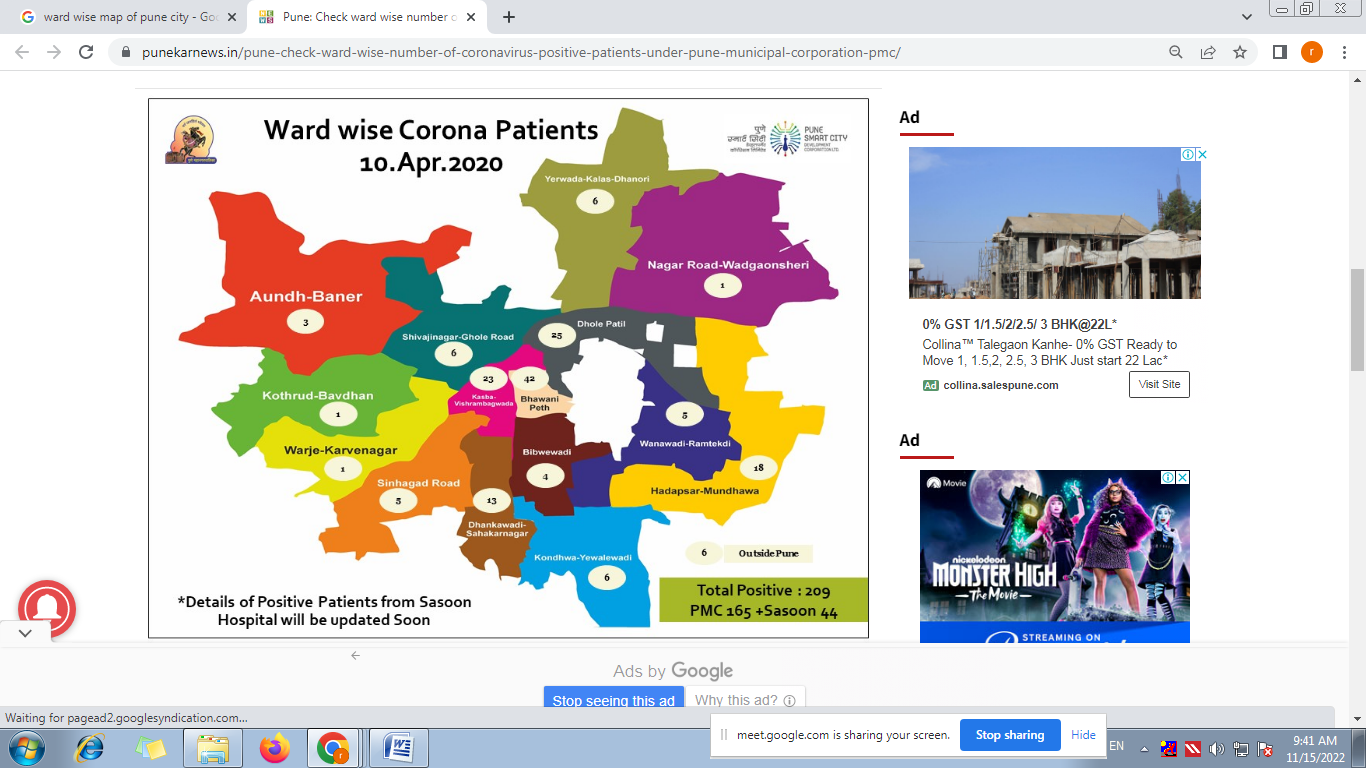 ward wise map of pune city - Goo
Pune: Check ward wise number o
punekarnews.in/pune-check-ward-wise-number-of-coronavirus-positive-patients-under-pune-municipal-corporation-pmc/
r
Ward wise Corona Patients
10.Apr.2020
पुणे
स्मार्ट सिटी
PUNE
SMART CITY
DEVELOPMENT
CORPORATION LTD
Yerwada-Kalas-Dhanori
6
Nagar Road-Wadgaonsheri
1
Aundh-Baner
3
Shivajinagar-Ghole Road
6
Dhole Patil
25
23
Kasba-
Vishrambagwada
42
Bhawani
Peth
Kothrud-Bavdhan
1
Warje-Karvenagar
1
Sinhagad Road
5
13
Dhankawadi-
Sahakarnagar
Bibwewadi
4
5
Wanawadi-Ramtekdi
18
Hadapsar-Mundhawa
Kondhwa-Yewalewadi
6
6 Outside Pune
Total Positive : 209
PMC 165 +Sasoon 44
*Details of Positive Patients from Sasoon
Hospital will be updated Soon
Ad
0% GST 1/1.5/2/2.5/ 3 BHK@22L*
Collina™ Talegaon Kanhe- 0% GST Ready to
Move 1, 1.5,2, 2.5, 3 BHK Just start 22 Lac*
Ad collina.salespune.com
Visit Site
Ad
Movie
nickelodeon
MONSTER HIGH
The Movie
STREAMING ON
Ads by Google
Stop seeing this ad
Why this ad?
Waiting for pagead2.googlesyndication.com...
meet.google.com is sharing your screen.
Stop sharing
Hide
EN
9:41 AM
11/15/2022